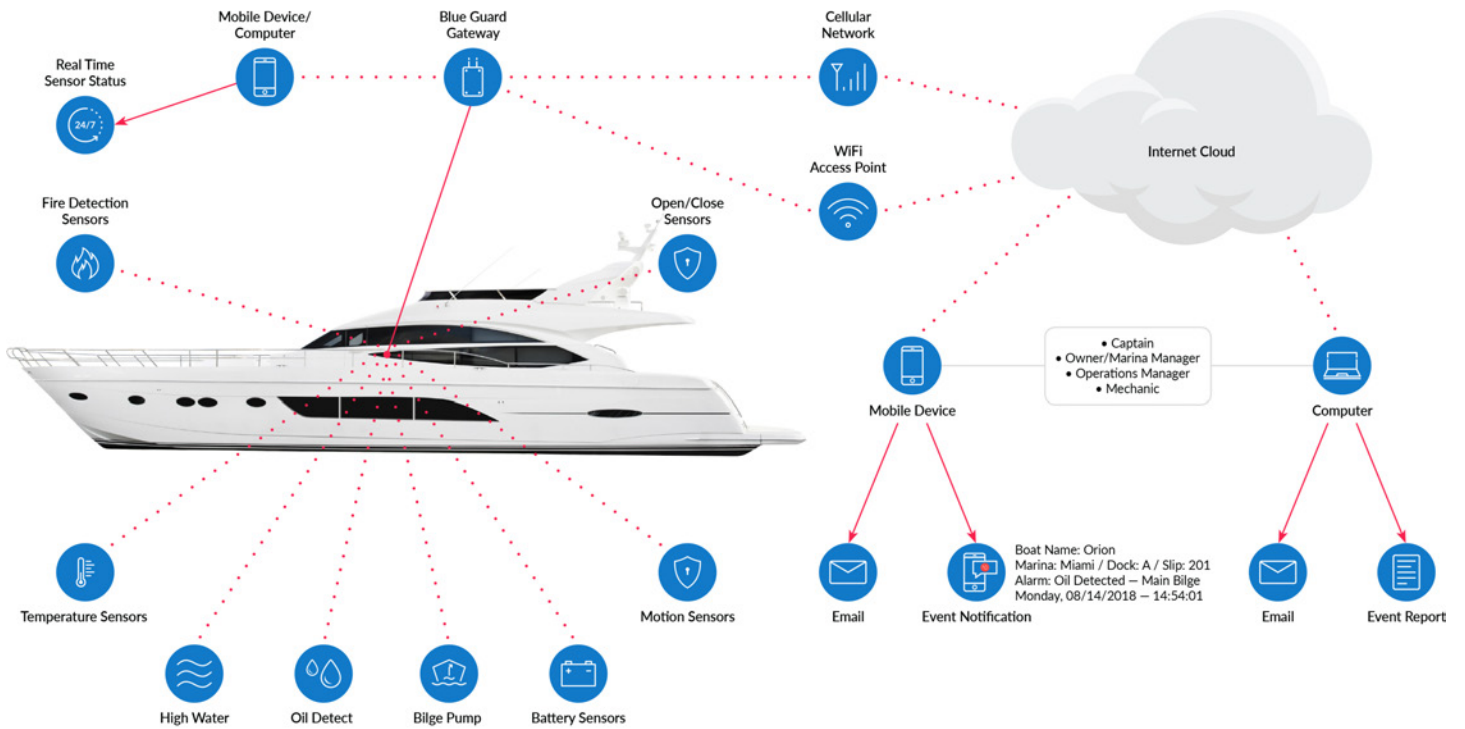 Mobile Device/
Computer
Blue Guard
Gateway
Cellular
Network
Real Time
Sensor Status
24/7
Internet Cloud
WiFi
Access Point
Fire Detection
Sensors
Open/Close
Sensors
• Captain
• Owner/Marina Manager
• Operations Manager
• Mechanic
Mobile Device
Computer
Boat Name: Orion
Marina: Miami / Dock: A / Slip: 201
Alarm: Oil Detected — Main Bilge
Monday, 08/14/2018 — 14:54:01
Temperature Sensors
Motion Sensors
Email
Event Notification
Email
Event Report
High Water
Oil Detect
Bilge Pump
Battery Sensors